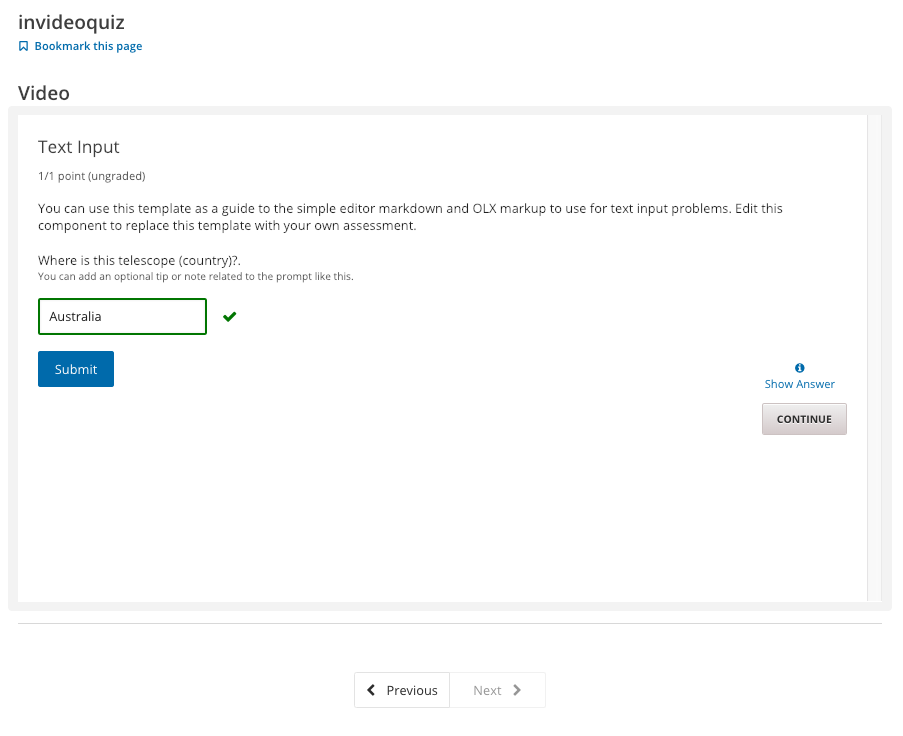 invideoquiz
Bookmark this page
Video
Text Input
1/1 point (ungraded)
You can use this template as a guide to the simple editor markdown and OLX markup to use for text input problems. Edit this
component to replace this template with your own assessment.
Where is this telescope (country)?.
You can add an optional tip or note related to the prompt like this.
Australia
Submit
Show Answer
CONTINUE
Previous
Next